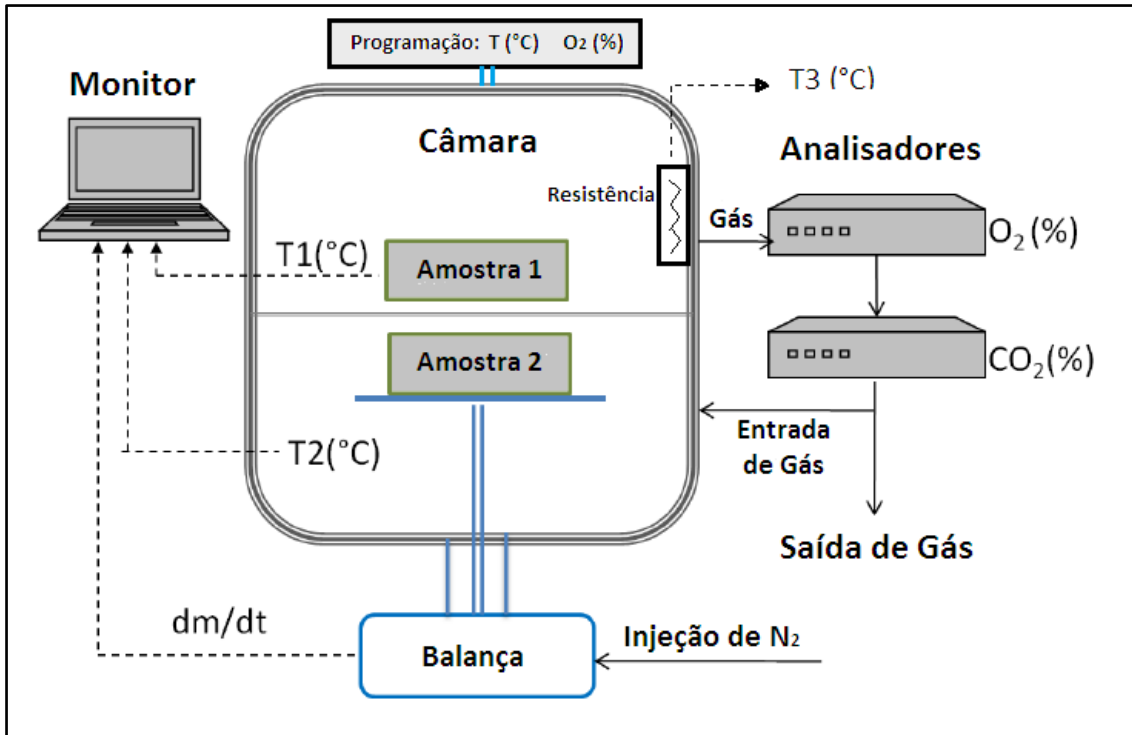 Programação: T (°C) O₂ (%)
Monitor
T3 (°C)
Câmara
Analisadores
Resistência
Gás
O₂ (%)
T1(°C)
Amostra 1
Amostra 2
CO₂(%)
Entrada
de Gás
T2(°C)
Saída de Gás
dm/dt
Injeção de N₂
Balança